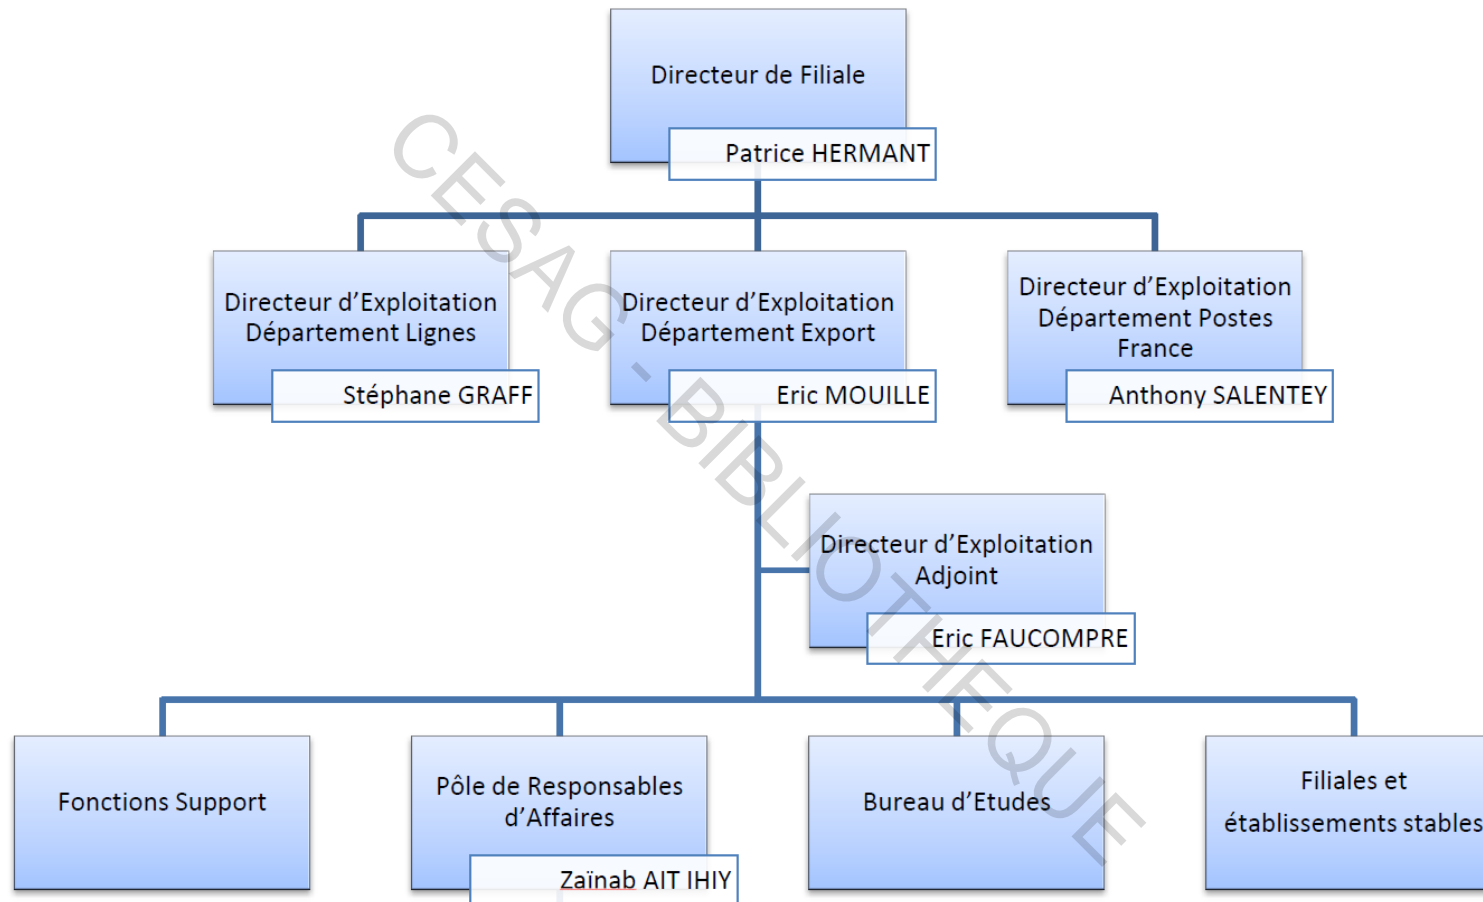 Directeur de Filiale
Patrice HERMANT
Directeur d’Exploitation
Département Lignes
Stéphane GRAFF
Directeur d’Exploitation
Département Export
Eric MOUILLE
Directeur d’Exploitation
Département Postes
France
Anthony SALENTEY
Directeur d’Exploitation
Adjoint
Eric FAUCOMPRE
Fonctions Support
Pôle de Responsables
d’Affaires
Zaïnab AIT IHIY
Bureau d’Etudes
Filiales et
établissements stables
CESAG - BIBLIOTHEQUE